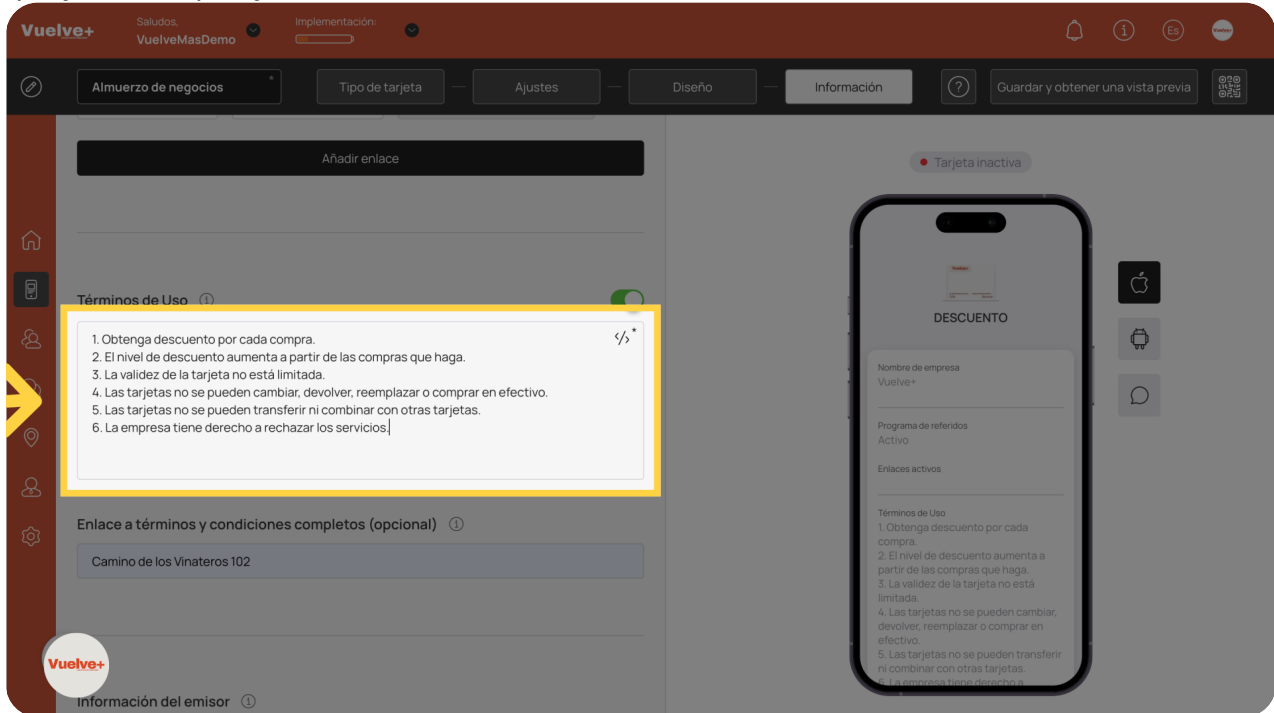 Vuelve+
Saludos,
VuelveMasDemo
Implementación:
Es
Vuelve+
Almuerzo de negocios *
Tipo de tarjeta
Ajustes
Diseño
Información
?
Guardar y obtener una vista previa
Añadir enlace
Términos de Uso
1. Obtenga descuento por cada compra.
2. El nivel de descuento aumenta a partir de las compras que haga.
3. La validez de la tarjeta no está limitada.
4. Las tarjetas no se pueden cambiar, devolver, reemplazar o comprar en efectivo.
5. Las tarjetas no se pueden transferir ni combinar con otras tarjetas.
6. La empresa tiene derecho a rechazar los servicios.
</> *
Enlace a términos y condiciones completos (opcional)
Camino de los Vinateros 102
Información del emisor
Vuelve+
Tarjeta inactiva
DESCUENTO
Nombre de empresa
Vuelve+
Programa de referidos
Activo
Enlaces activos
Términos de Uso
1. Obtenga descuento por cada
compra.
2. El nivel de descuento aumenta a
partir de las compras que haga.
3. La validez de la tarjeta no está
limitada.
4. Las tarjetas no se pueden cambiar,
devolver, reemplazar o comprar en
efectivo.
5. Las tarjetas no se pueden transferir
ni combinar con otras tarjetas.
6. La empresa tiene derecho a